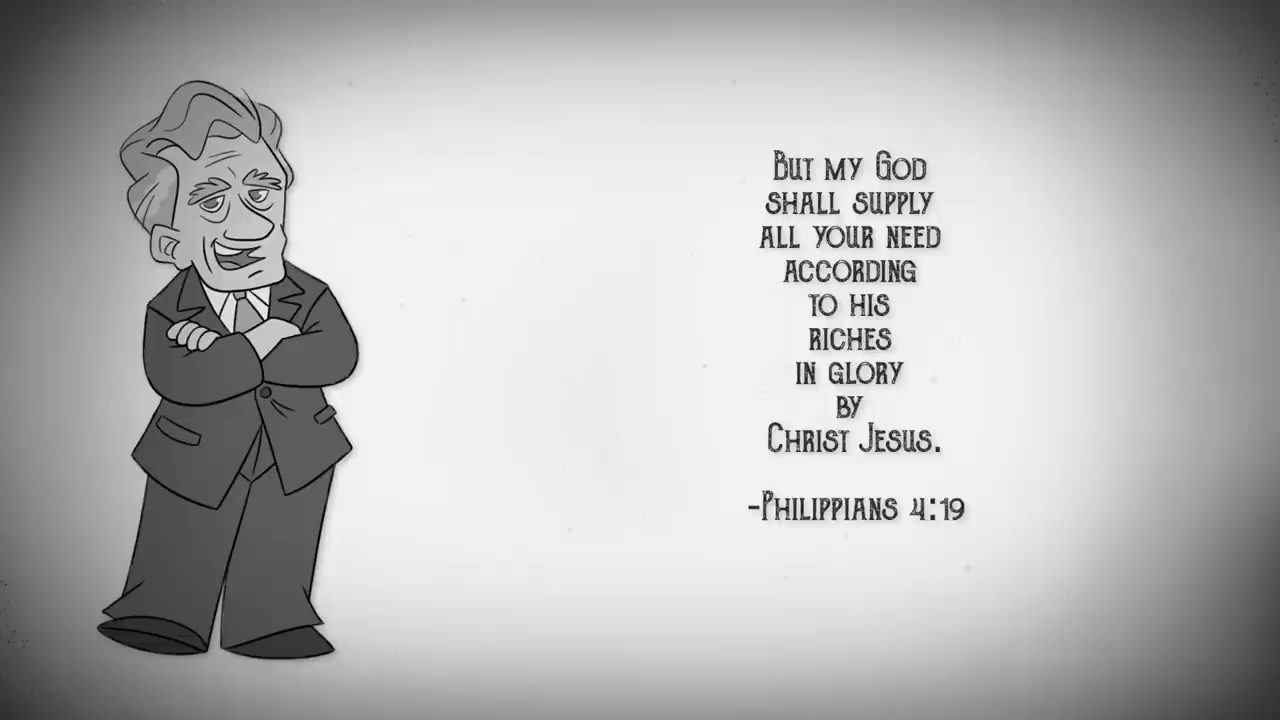 But my God
shall supply
all your need
according
to his
riches
in glory
by
Christ Jesus.
-Philippians 4:19